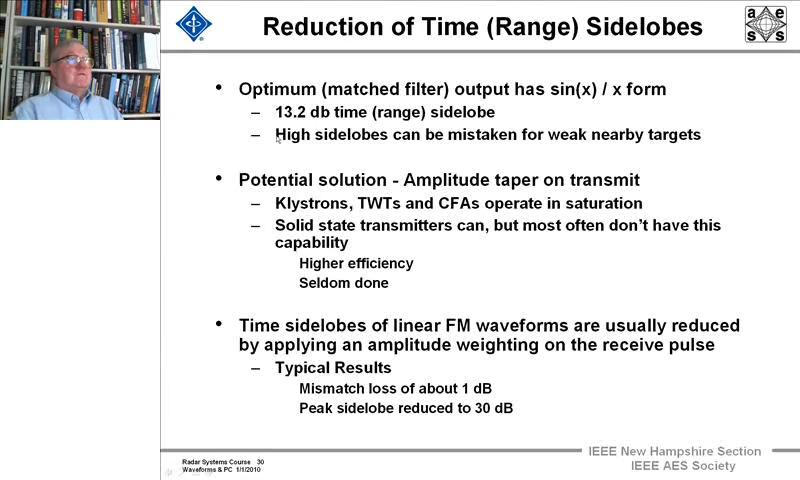 Reduction of Time (Range) Sidelobes
a e
s s
Optimum (matched filter) output has sin(x) / x form
– 13.2 db time (range) sidelobe
– High sidelobes can be mistaken for weak nearby targets
Potential solution - Amplitude taper on transmit
– Klystrons, TWTs and CFAs operate in saturation
– Solid state transmitters can, but most often don't have this
capability
Higher efficiency
Seldom done
Time sidelobes of linear FM waveforms are usually reduced
by applying an amplitude weighting on the receive pulse
– Typical Results
Mismatch loss of about 1 dB
Peak sidelobe reduced to 30 dB
Radar Systems Course 30
Waveforms & PC 1/1/2010
IEEE New Hampshire Section
IEEE AES Society